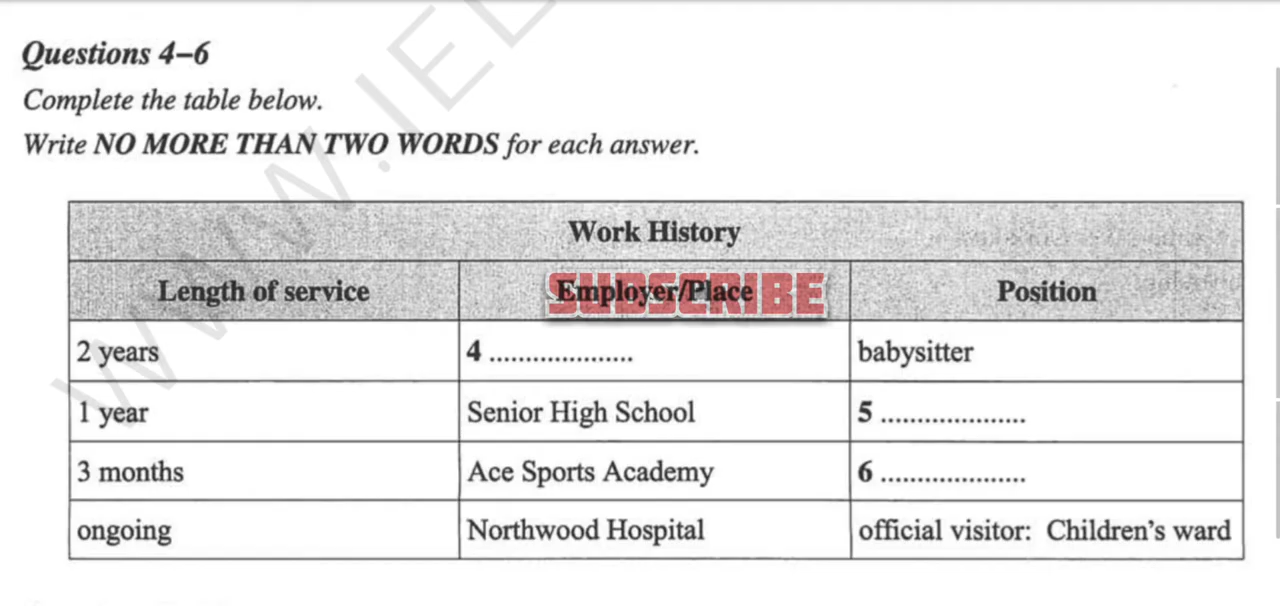 Questions 4–6
Complete the table below.
Write NO MORE THAN TWO WORDS for each answer.
Work History
Length of service Employer/Place Position
SUBSCRIBE
2 years 4 .................... babysitter
1 year Senior High School 5 ....................
3 months Ace Sports Academy 6 ....................
ongoing Northwood Hospital official visitor: Children's ward
WWW.IEL